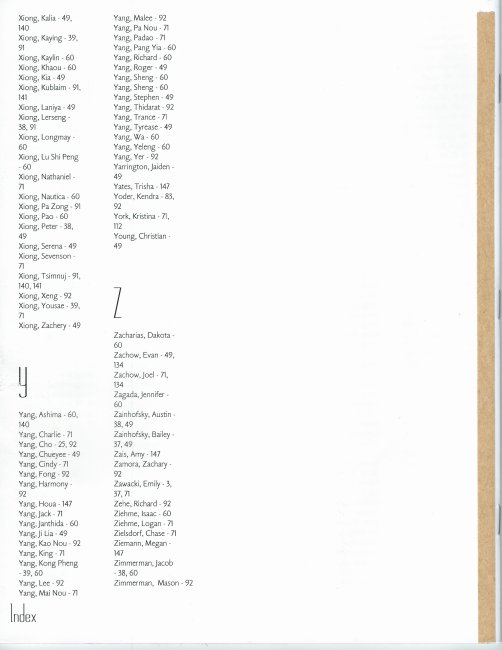 Xiong, Kalia - 49,
140
Xiong, Kaying - 39,
91
Xiong, Kaylin - 60
Xiong, Khaou - 60
Xiong, Kia - 49
Xiong, Kublaim - 91,
141
Xiong, Laniya - 49
Xiong, Lerseng -
38, 91
Xiong, Longmay -
60
Xiong, Lu Shi Peng
- 60
Xiong, Nathaniel -
71
Xiong, Nautica - 60
Xiong, Pa Zong - 91
Xiong, Pao - 60
Xiong, Peter - 38,
49
Xiong, Serena - 49
Xiong, Sevenson -
71
Xiong, Tsimnuj - 91,
140, 141
Xiong, Xeng - 92
Xiong, Yousae - 39,
71
Xiong, Zachery - 49
y
Yang, Ashima - 60,
140
Yang, Charlie - 71
Yang, Cho - 25, 92
Yang, Chueyee - 49
Yang, Cindy - 71
Yang, Fong - 92
Yang, Harmony -
92
Yang, Houa - 147
Yang, Jack - 71
Yang, Janthida - 60
Yang, Ji Lia - 49
Yang, Kao Nou - 92
Yang, King - 71
Yang, Kong Pheng
- 39, 60
Yang, Lee - 92
Yang, Mai Nou - 71
Yang, Malee - 92
Yang, Pa Nou - 71
Yang, Padao - 71
Yang, Pang Yia - 60
Yang, Richard - 60
Yang, Roger - 49
Yang, Sheng - 60
Yang, Sheng - 60
Yang, Stephen - 49
Yang, Thidarat - 92
Yang, Trance - 71
Yang, Tyrease - 49
Yang, Wa - 60
Yang, Yeleng - 60
Yang, Yer - 92
Yarrington, Jaiden -
49
Yates, Trisha - 147
Yoder, Kendra - 83,
92
York, Kristina - 71,
112
Young, Christian -
49
Z
Zacharias, Dakota -
60
Zachow, Evan - 49,
134
Zachow, Joel - 71,
134
Zagada, Jennifer -
60
Zainhofsky, Austin -
38, 49
Zainhofsky, Bailey -
37, 49
Zais, Amy - 147
Zamora, Zachary -
92
Zawacki, Emily - 3,
37, 71
Zehe, Richard - 92
Ziehme, Isaac - 60
Ziehme, Logan - 71
Zielsdorf, Chase - 71
Ziemann, Megan -
147
Zimmerman, Jacob
- 38, 60
Zimmerman, Mason - 92
Index